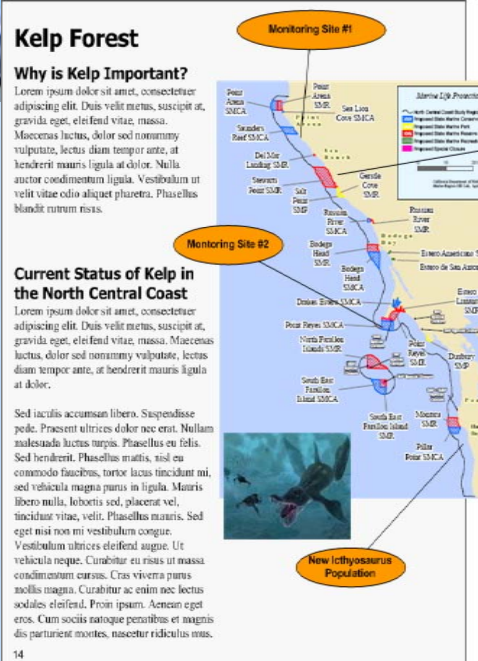 Kelp Forest
Why is Kelp Important?
Lorem ipsum dolor sit amet, consectetuer
adipiscing elit. Duis velit metus, suscipit at,
gravida eget, eleifend vitae, massa.
Maecenas luctus, dolor sed nonummy
vulputate, lectus diam tempor ante, at
hendrerit mauris ligula at dolor. Nulla
auctor condimentum ligula. Vestibulum ut
velit vitae odio aliquet pharetra. Phasellus
blandit rutrum risus.
Current Status of Kelp in
the North Central Coast
Lorem ipsum dolor sit amet, consectetuer
adipiscing elit. Duis velit metus, suscipit at,
gravida eget, eleifend vitae, massa. Maecenas
luctus, dolor sed nonummy vulputate, lectus
diam tempor ante, at hendrerit mauris ligula
at dolor.
Sed iaculis accumsan libero. Suspendisse
pede. Praesent ultrices dolor nec erat. Nullam
malesuada luctus turpis. Phasellus eu felis.
Sed hendrerit. Phasellus mattis, nisl eu
commodo faucibus, tortor lacus tincidunt mi,
sed vehicula magna purus in ligula. Mauris
libero nulla, lobortis sed, placerat vel,
tincidunt vitae, velit. Phasellus mauris. Sed
eget nisi non mi vestibulum congue.
Vestibulum ultrices eleifend augue. Ut
vehicula neque. Curabitur eu risus ut massa
condimentum cursus. Cras viverra purus
mollis magna. Curabitur ac enim nec lectus
sodales eleifend. Proin ipsum. Aenean eget
eros. Cum sociis natoque penatibus et magnis
dis parturient montes, nascetur ridiculus mus.
14
Monitoring Site #1
Marine Life Protectio
North Central Coast Study Region
Point
Arena
SMCA
Point
Arena
SMR
Sea Lion
Cove SMCA
Saunders
Reef SMCA
Del Mar
Landing SMR
Stewarts
Point SMR
Salt
Point
SMP
Gerstle
Cove
SMR
Russian
River
SMCA
Russian
River
SMR
Montoring Site #2
Bodega
Head
SMR
Bodega
Head
SMCA
Bodega
Bay
Estero Americano
Estero de San Anton
Drakes Estero SMCA
Estero
Liman
SMR
Point Reyes SMCA
North Farallon
Islands SMR
Point
Reyes
SMR
Duxbury
SMP
South East
Farallon
Island SMCA
South East
Farallon Island
SMR
Montara
SMR
Pillar
Point SMCA
New Icthyosaurus
Population